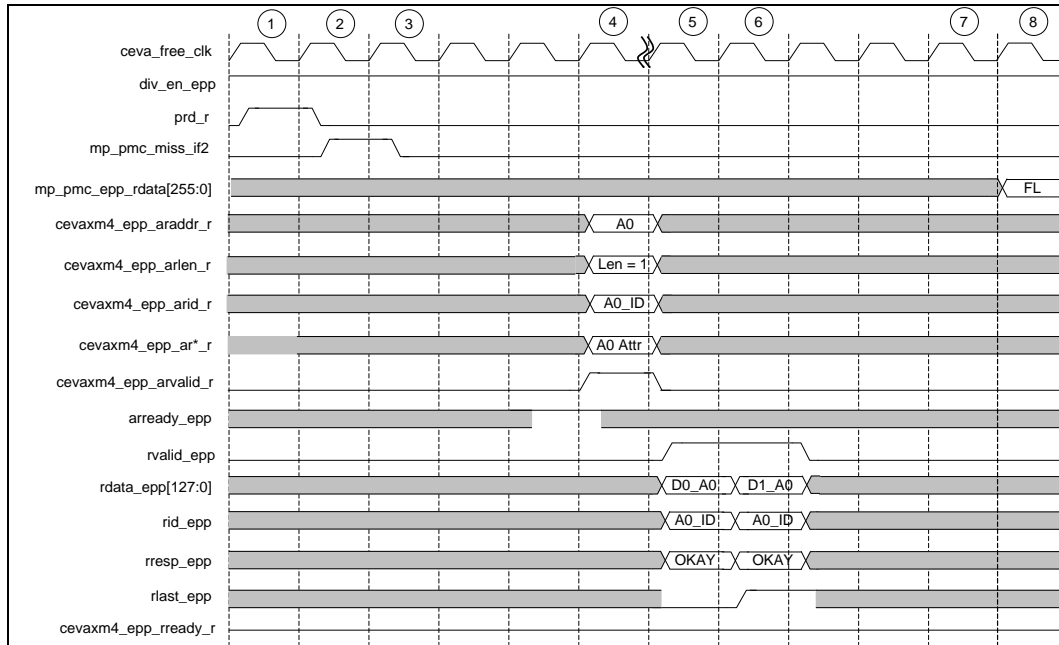 1 2 3 4 5 6 7 8
ceva_free_clk
div_en_epp
prd_r
mp_pmc_miss_if2
mp_pmc_epp_rdata[255:0] FL
cevaxm4_epp_araddr_r A0
cevaxm4_epp_arlen_r Len = 1
cevaxm4_epp_arid_r A0_ID
cevaxm4_epp_ar*_r A0 Attr
cevaxm4_epp_arvalid_r
arready_epp
rvalid_epp
rdata_epp[127:0] D0_A0 D1_A0
rid_epp A0_ID A0_ID
rresp_epp OKAY OKAY
rlast_epp
cevaxm4_epp_rready_r